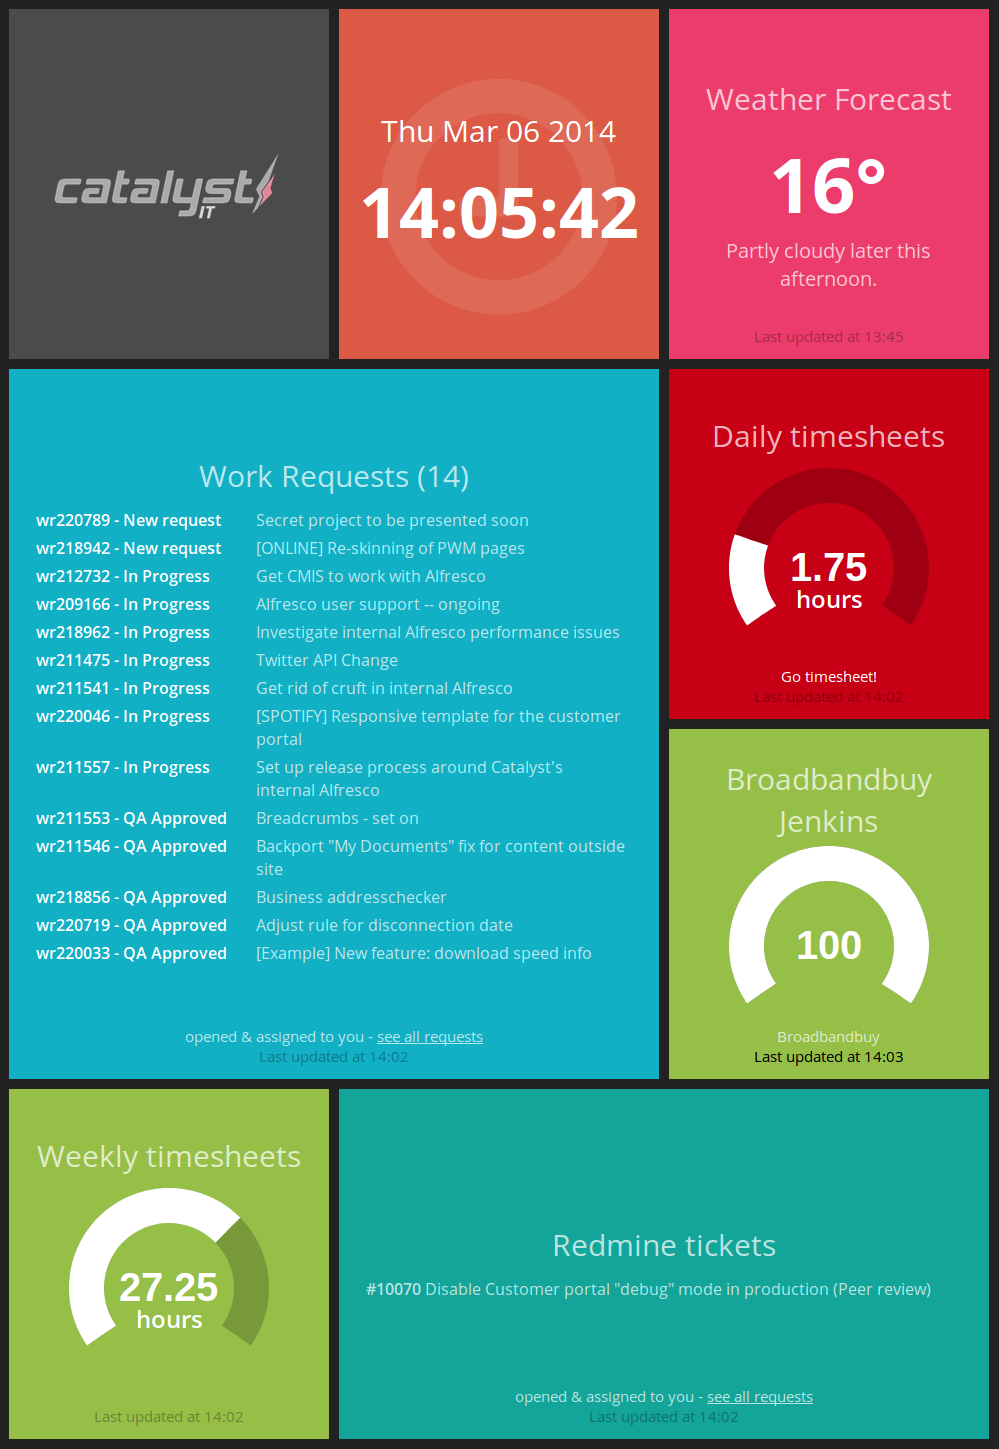 catalyst
IT
Thu Mar 06 2014
14:05:42
Weather Forecast
16°
Partly cloudy later this
afternoon.
Last updated at 13:45
Work Requests (14)
wr220789 - New request Secret project to be presented soon
wr218942 - New request [ONLINE] Re-skinning of PWM pages
wr212732 - In Progress Get CMIS to work with Alfresco
wr209166 - In Progress Alfresco user support -- ongoing
wr218962 - In Progress Investigate internal Alfresco performance issues
wr211475 - In Progress Twitter API Change
wr211541 - In Progress Get rid of cruft in internal Alfresco
wr220046 - In Progress [SPOTIFY] Responsive template for the customer
portal
wr211557 - In Progress Set up release process around Catalyst's
internal Alfresco
wr211553 - QA Approved Breadcrumbs - set on
wr211546 - QA Approved Backport "My Documents" fix for content outside
site
wr218856 - QA Approved Business addresschecker
wr220719 - QA Approved Adjust rule for disconnection date
wr220033 - QA Approved [Example] New feature: download speed info
opened & assigned to you - see all requests
Last updated at 14:02
Daily timesheets
1.75
hours
Go timesheet!
Last updated at 14:02
Broadbandbuy
Jenkins
100
Broadbandbuy
Last updated at 14:03
Weekly timesheets
27.25
hours
Last updated at 14:02
Redmine tickets
#10070 Disable Customer portal "debug" mode in production (Peer review)
opened & assigned to you - see all requests
Last updated at 14:02